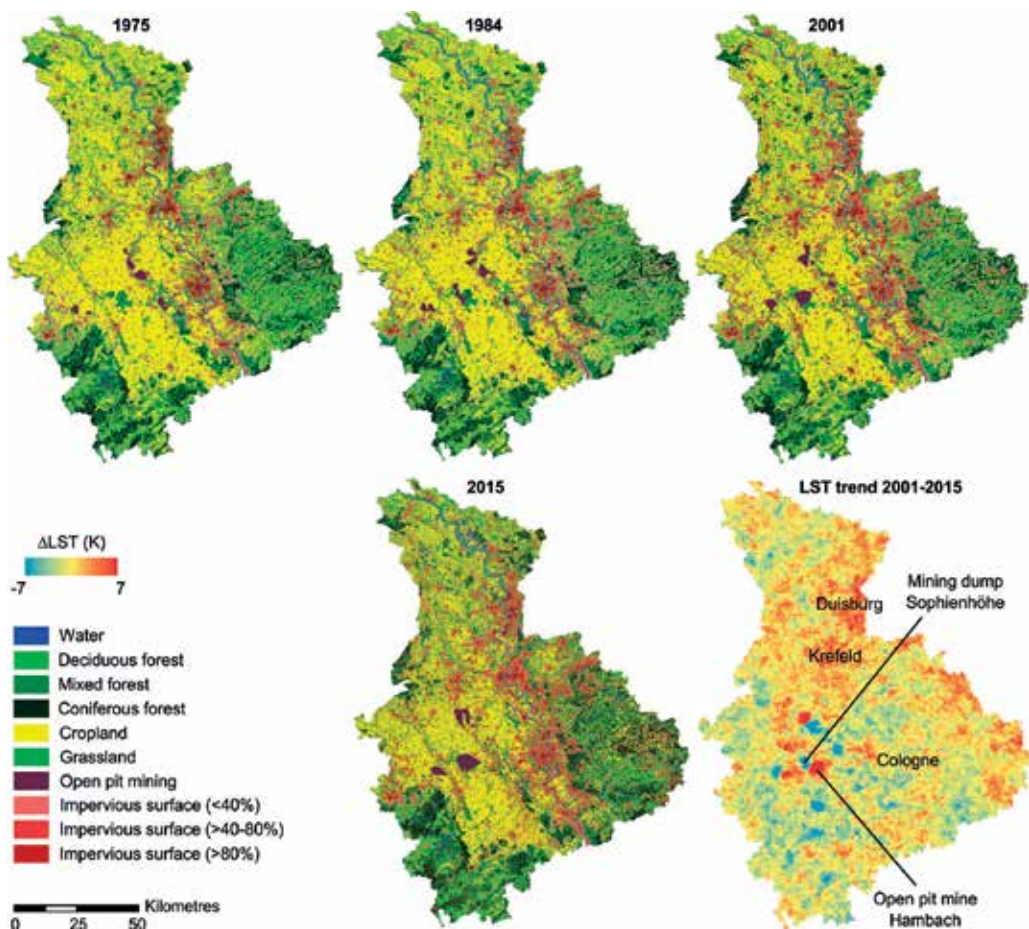 1975
1984
2001
2015
LST trend 2001-2015
ΔLST (K)
-7
7
Mining dump
Sophienhöhe
Duisburg
Krefeld
Cologne
Open pit mine
Hambach
Water
Deciduous forest
Mixed forest
Coniferous forest
Cropland
Grassland
Open pit mining
Impervious surface (<40%)
Impervious surface (>40-80%)
Impervious surface (>80%)
Kilometres
0
25
50